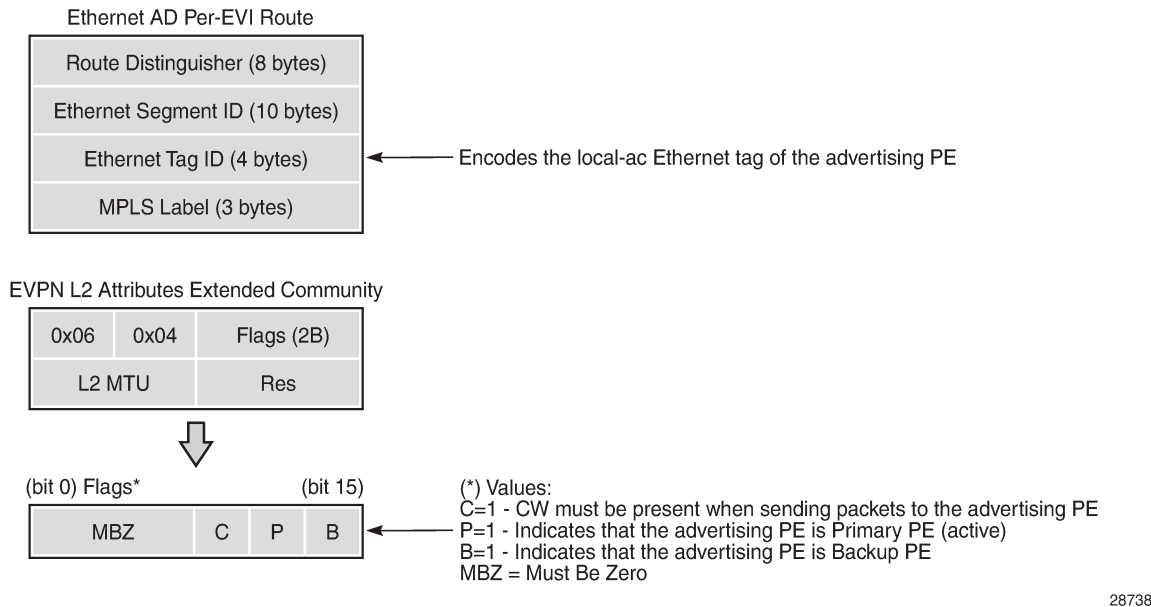 Ethernet AD Per-EVI Route
Route Distinguisher (8 bytes)
Ethernet Segment ID (10 bytes)
Ethernet Tag ID (4 bytes)
Encodes the local-ac Ethernet tag of the advertising PE
MPLS Label (3 bytes)
EVPN L2 Attributes Extended Community
0x06 0x04 Flags (2B)
L2 MTU Res
(bit 0) Flags* (bit 15)
MBZ C P B
(*) Values:
C=1 - CW must be present when sending packets to the advertising PE
P=1 - Indicates that the advertising PE is Primary PE (active)
B=1 - Indicates that the advertising PE is Backup PE
MBZ = Must Be Zero
28738